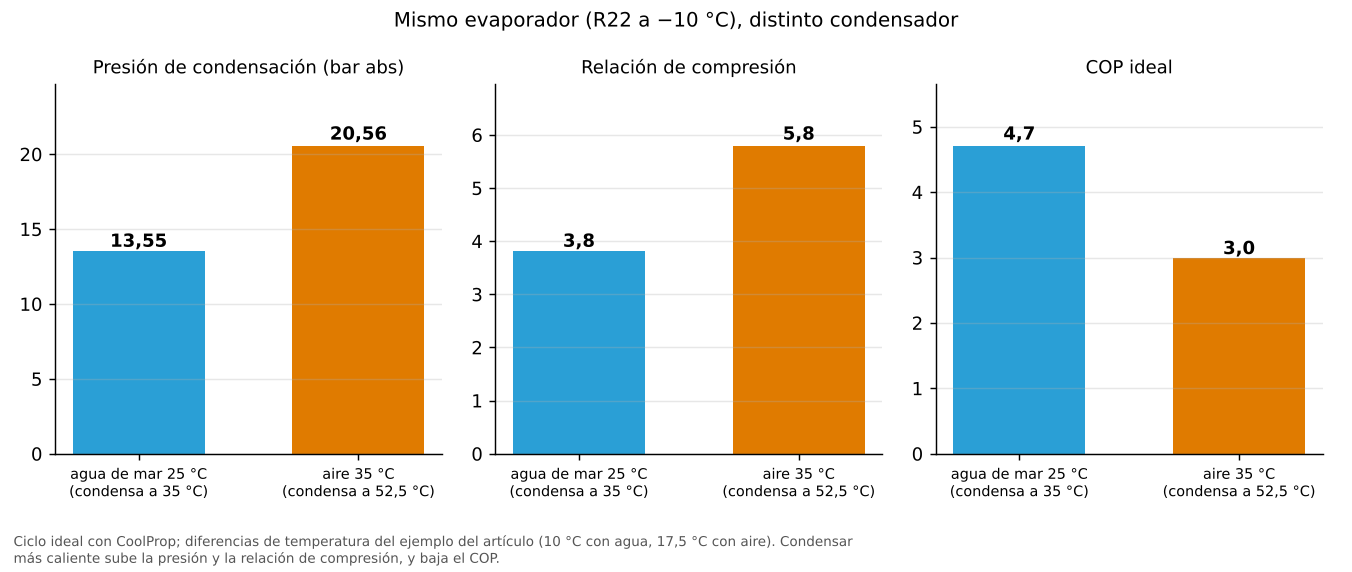 Mismo evaporador (R22 a −10 °C), distinto condensador
Presión de condensación (bar abs)
20
15
10
5
0
13,55
20,56
agua de mar 25 °C
(condensa a 35 °C)
aire 35 °C
(condensa a 52,5 °C)
Relación de compresión
6
5
4
3
2
1
0
3,8
5,8
agua de mar 25 °C
(condensa a 35 °C)
aire 35 °C
(condensa a 52,5 °C)
COP ideal
5
4
3
2
1
0
4,7
3,0
agua de mar 25 °C
(condensa a 35 °C)
aire 35 °C
(condensa a 52,5 °C)
Ciclo ideal con CoolProp; diferencias de temperatura del ejemplo del artículo (10 °C con agua, 17,5 °C con aire). Condensar
más caliente sube la presión y la relación de compresión, y baja el COP.